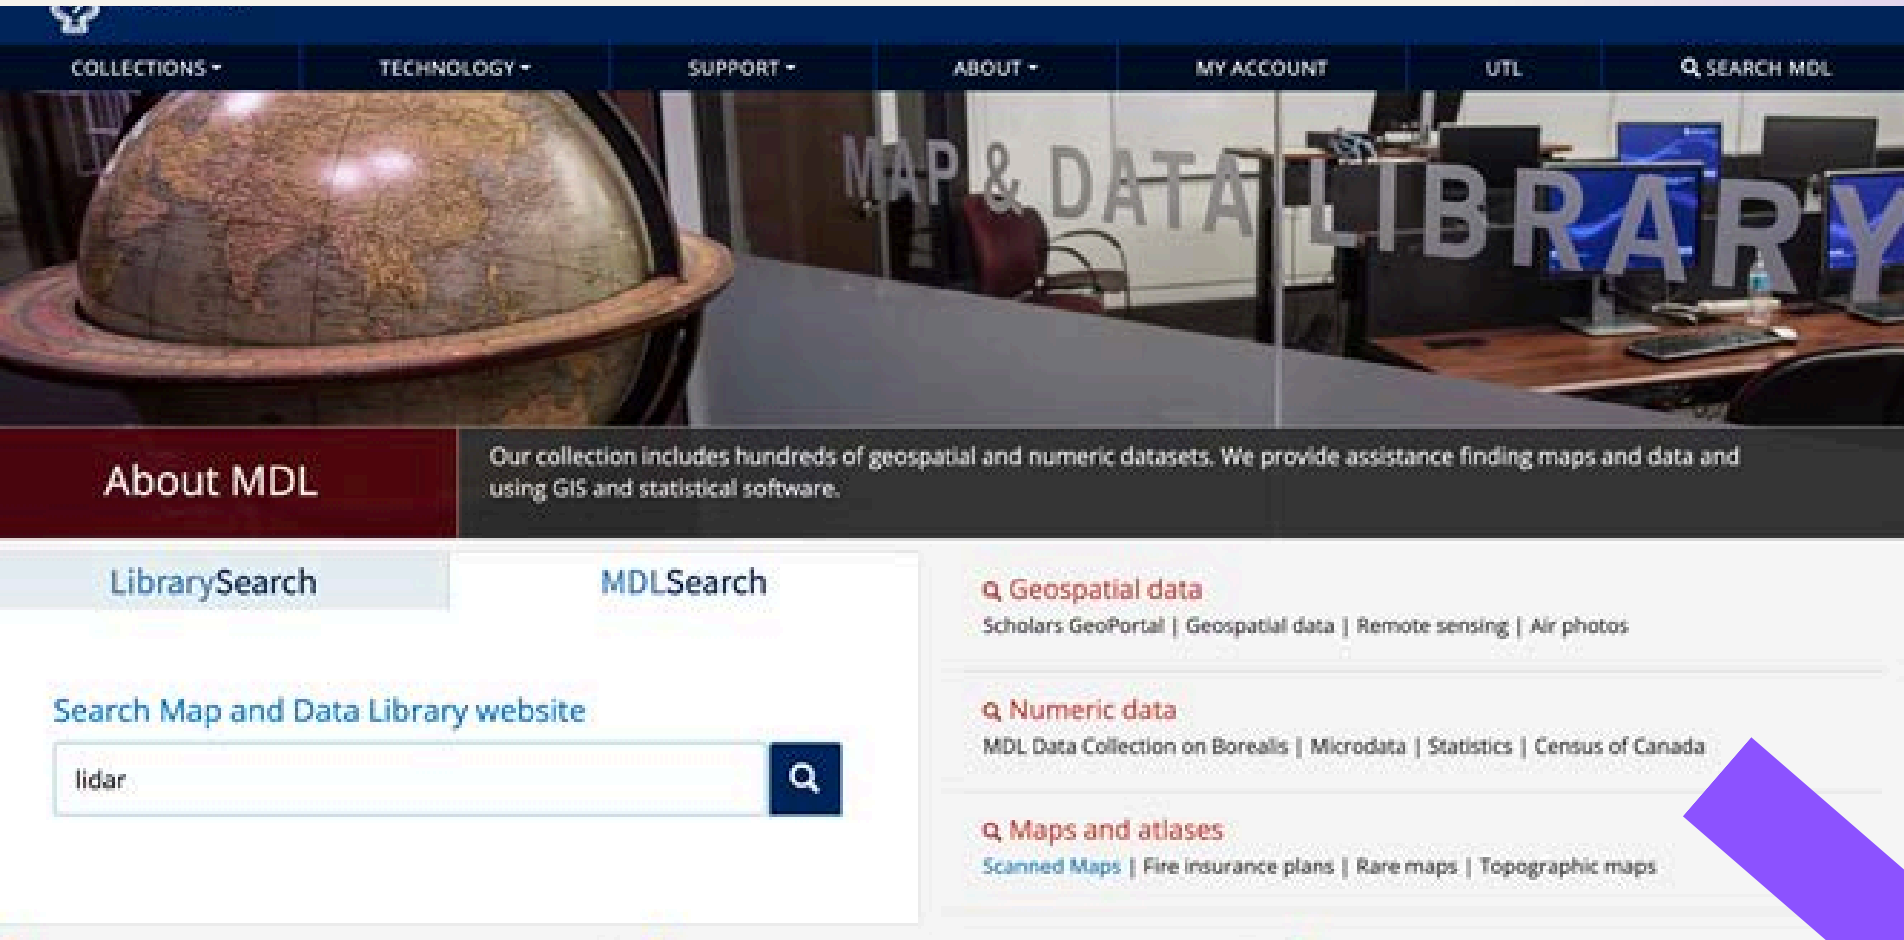 COLLECTIONS
TECHNOLOGY
SUPPORT
ABOUT
MY ACCOUNT
UTL
SEARCH MDL
MAP & DATA LIBRARY
About MDL
Our collection includes hundreds of geospatial and numeric datasets. We provide assistance finding maps and data and
using GIS and statistical software.
LibrarySearch
MDLSearch
Search Map and Data Library website
lidar
Geospatial data
Scholars GeoPortal | Geospatial data | Remote sensing | Air photos
Numeric data
MDL Data Collection on Borealis | Microdata | Statistics | Census of Canada
Maps and atlases
Scanned Maps | Fire insurance plans | Rare maps | Topographic maps